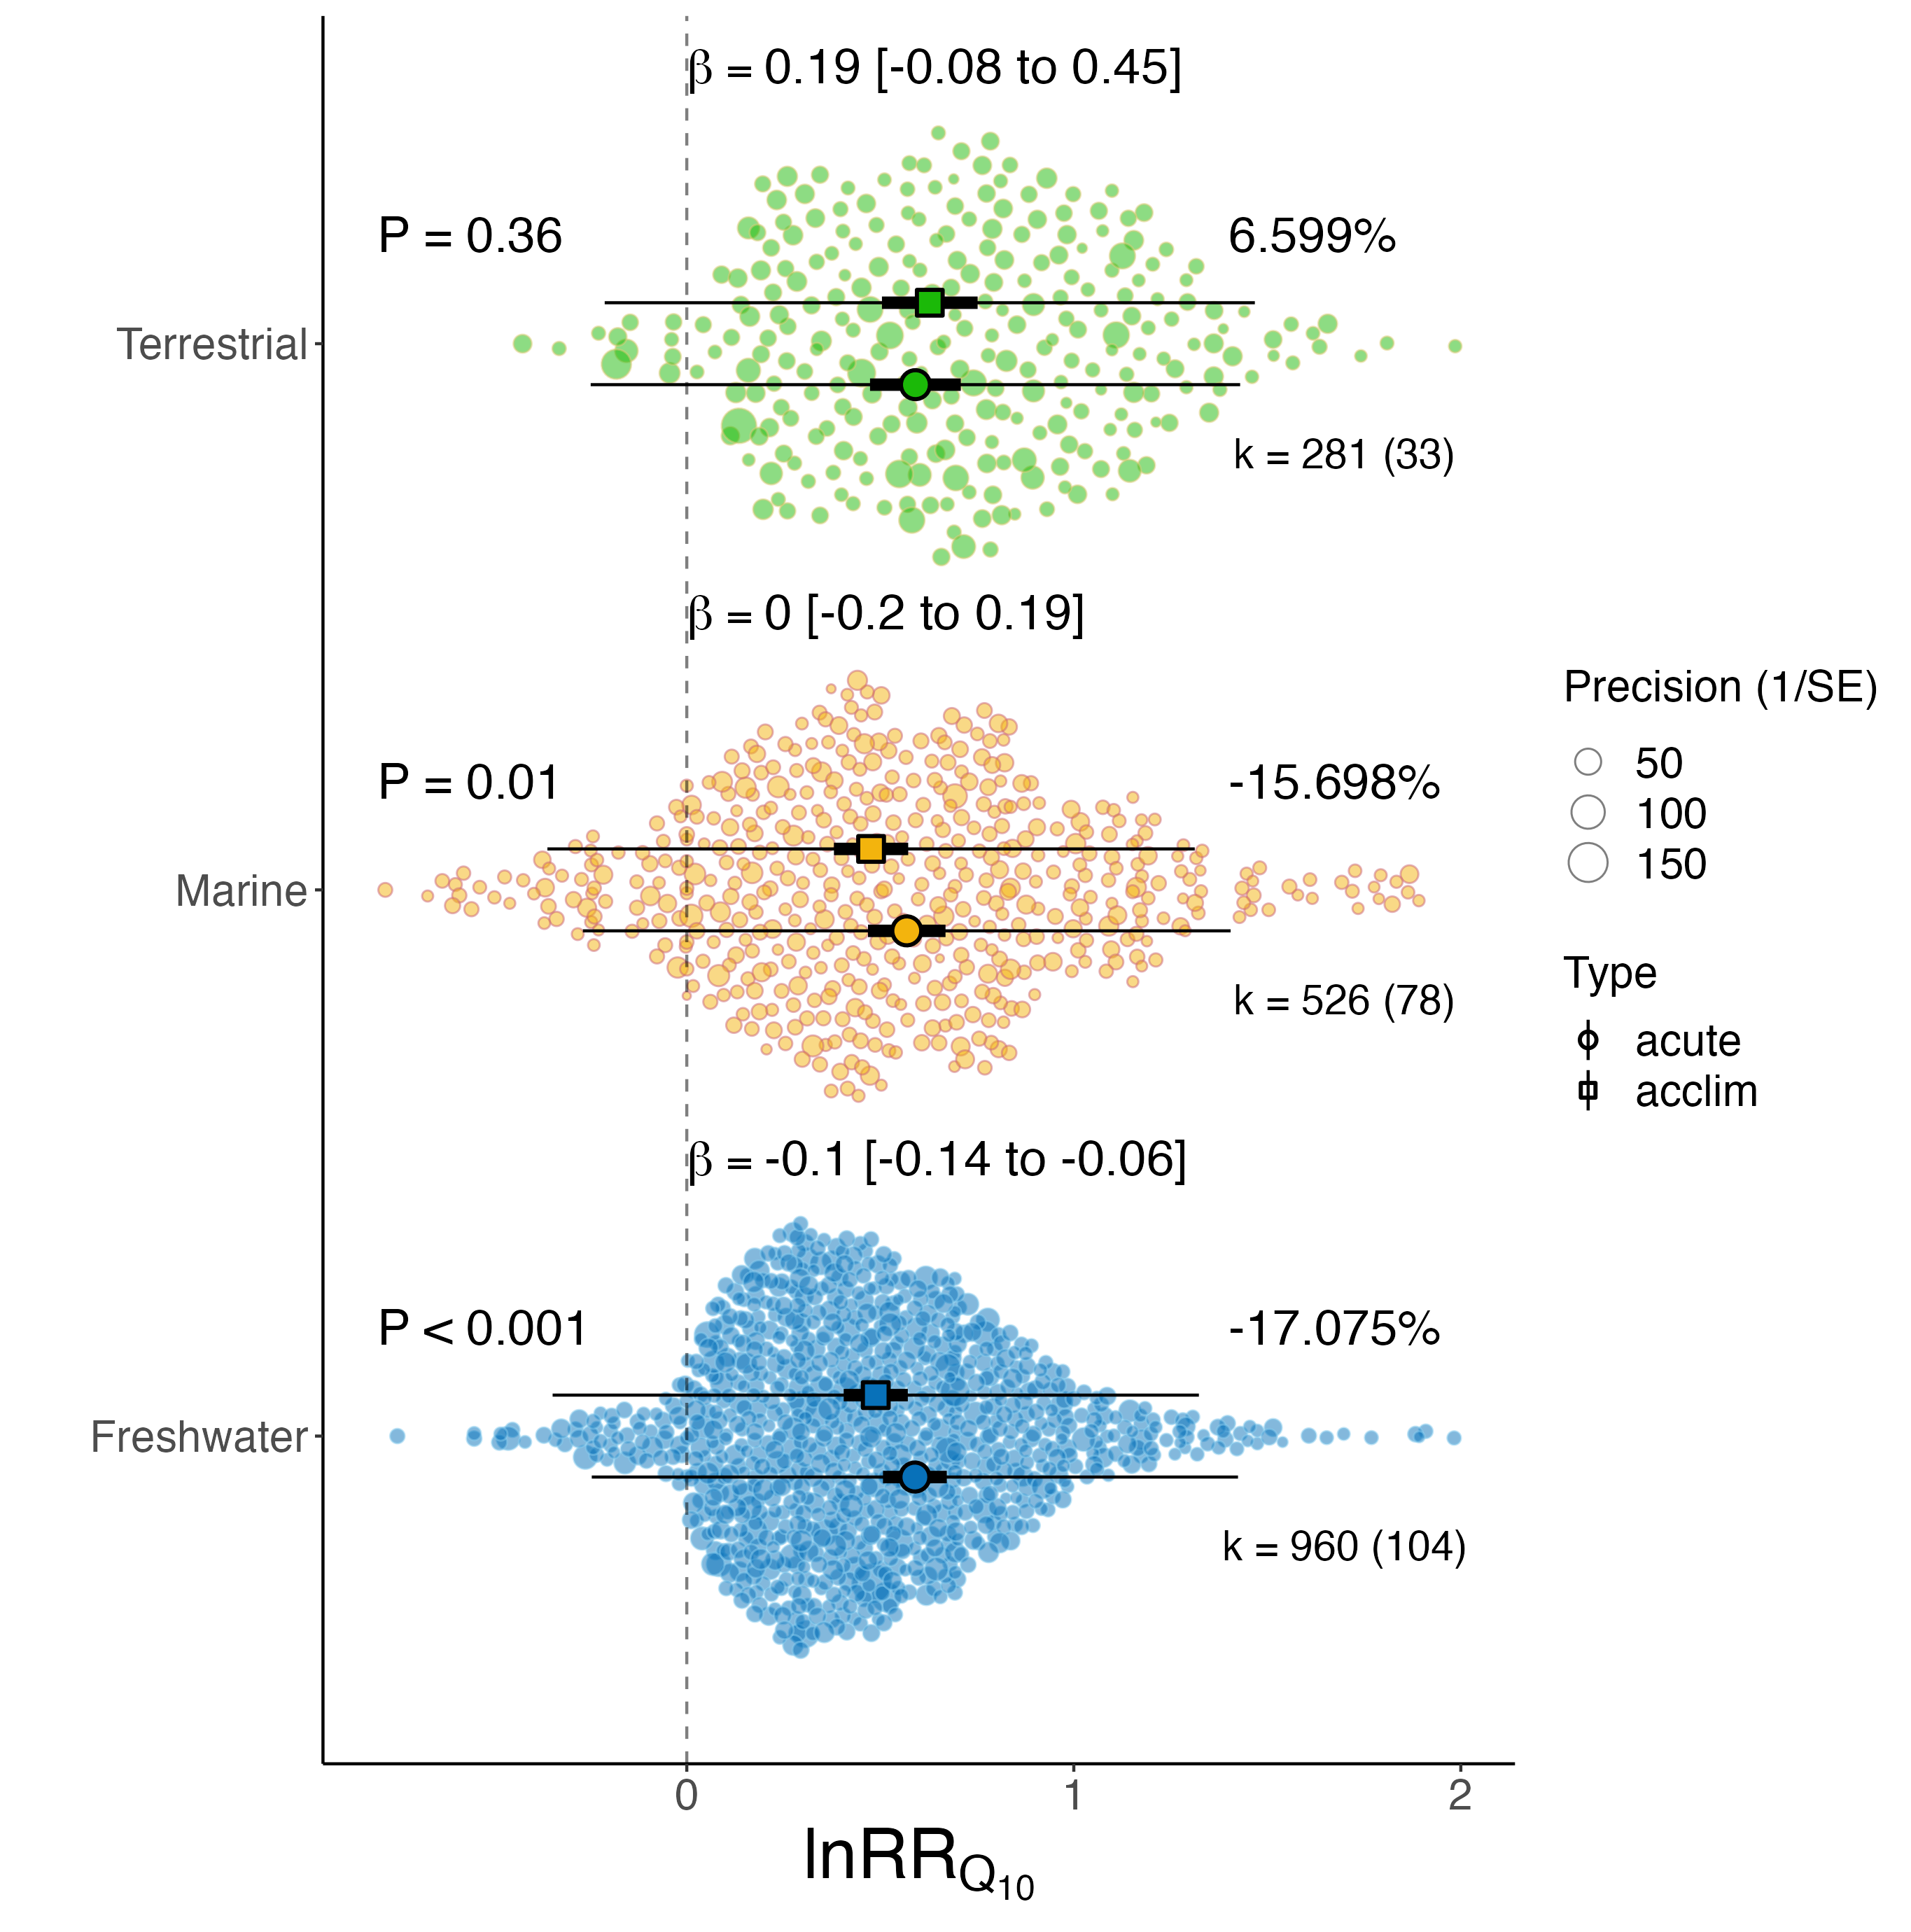 β = 0.19 [-0.08 to 0.45]
P = 0.36
6.599%
Terrestrial
k = 281 (33)
β = 0 [-0.2 to 0.19]
P = 0.01
-15.698%
Marine
k = 526 (78)
β = -0.1 [-0.14 to -0.06]
P < 0.001
-17.075%
Freshwater
k = 960 (104)
0 1 2
lnRR_Q_10
Precision (1/SE)
50
100
150
Type
acute
acclim